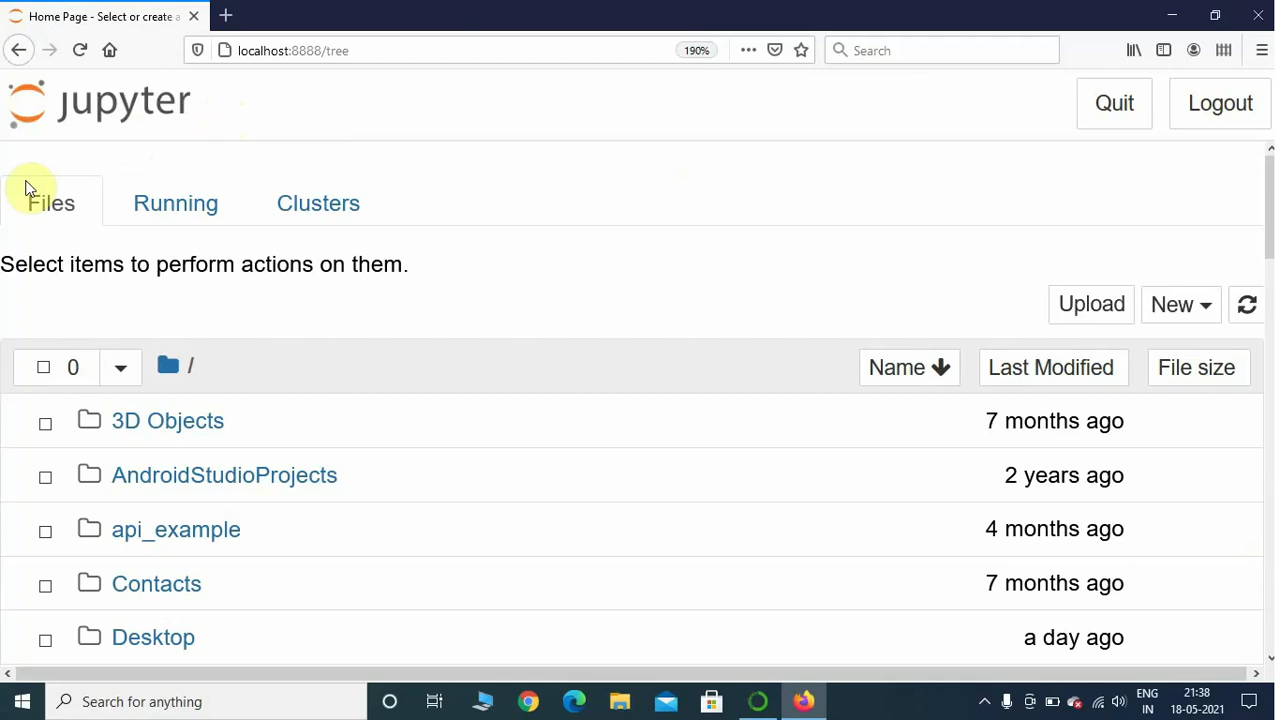 Home Page - Select or create a
localhost:8888/tree
190%
Search
jupyter
Quit
Logout
Files
Running
Clusters
Select items to perform actions on them.
Upload
New
0
/
Name
Last Modified
File size
3D Objects
7 months ago
AndroidStudioProjects
2 years ago
api_example
4 months ago
Contacts
7 months ago
Desktop
a day ago
Search for anything
ENG
IN
21:38
18-05-2021